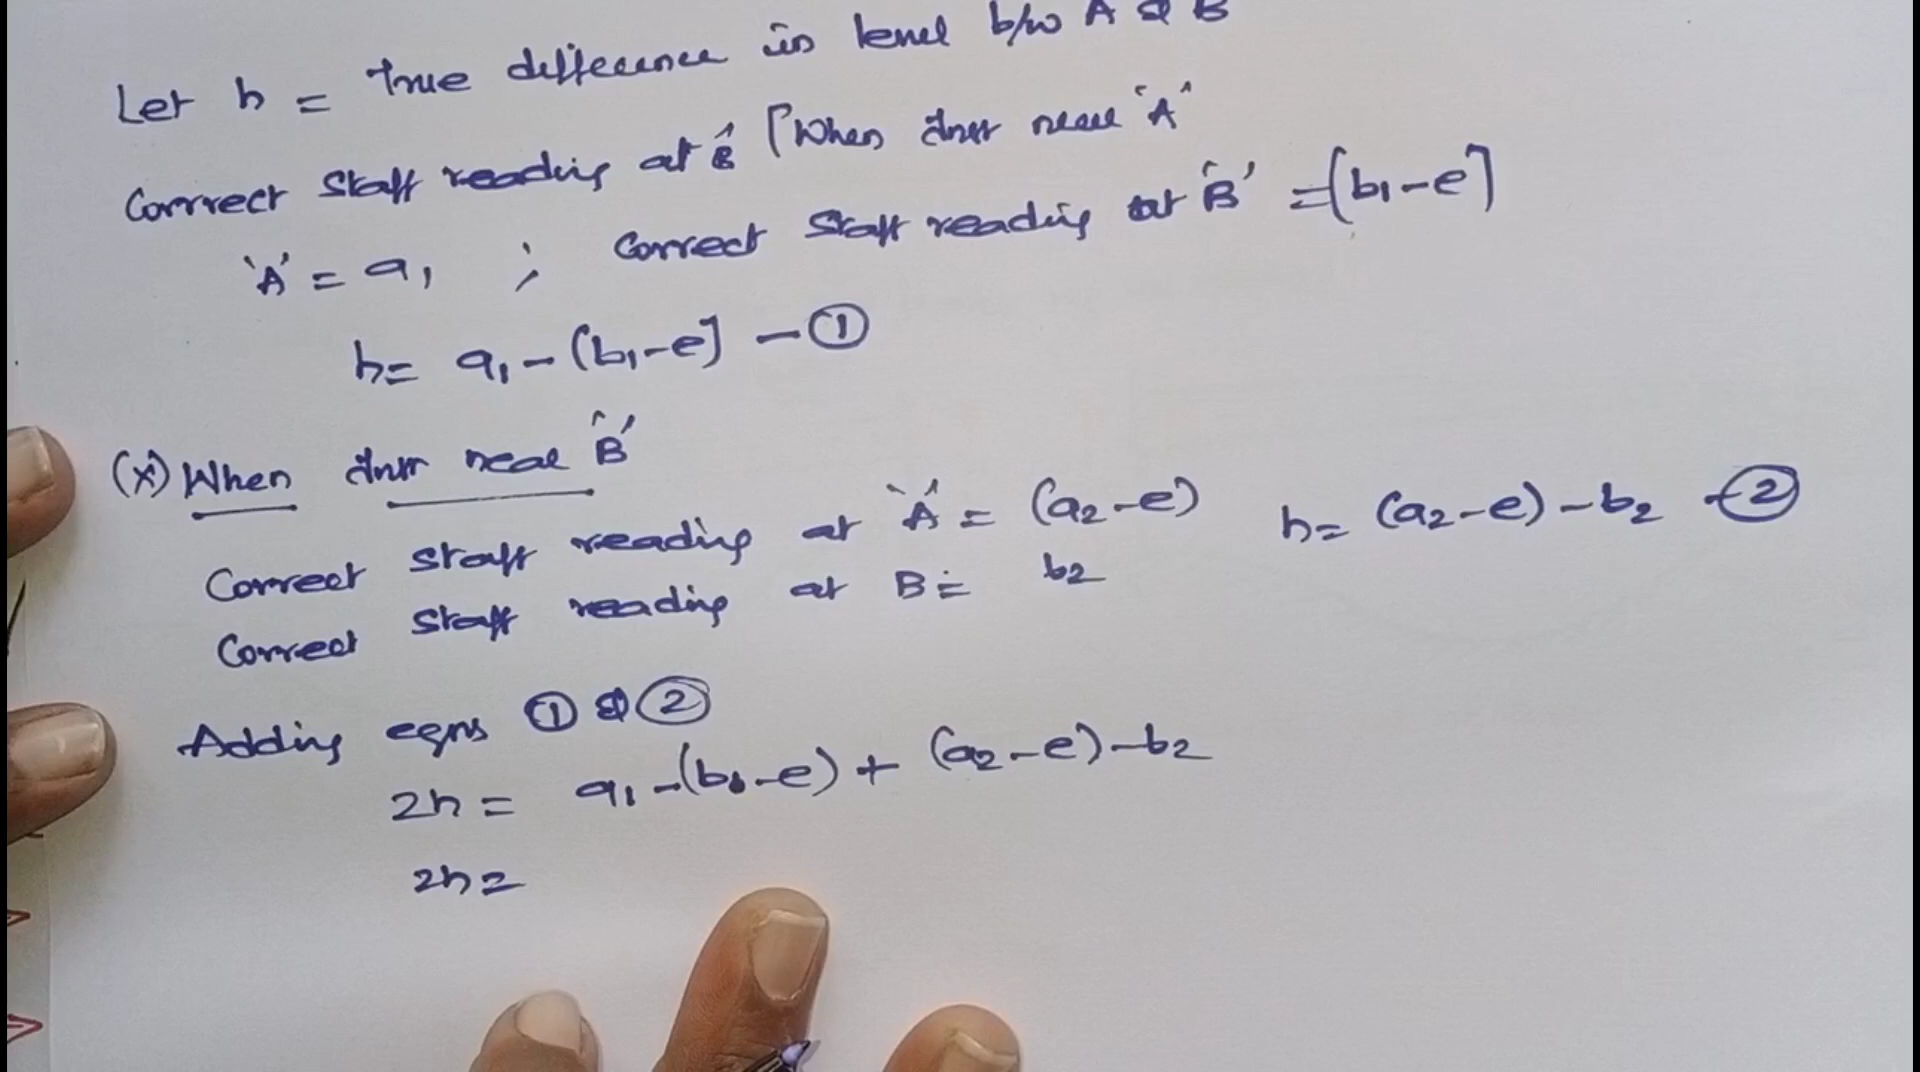 Let h = true difference in level b/w A & B
Correct staff reading at B [When Inst near 'A'
'A' = a1 ; Correct staff reading at 'B' = [b1-e]
h= a1-(b1-e] -①
(x) When Inst near 'B'
Correct staff reading at 'A' = (a2-e) h= (a2-e)-b2 -②
Correct staff reading at B = b2
Adding eqns ① & ②
2h = a1-(b1-e)+(a2-e)-b2
2h=